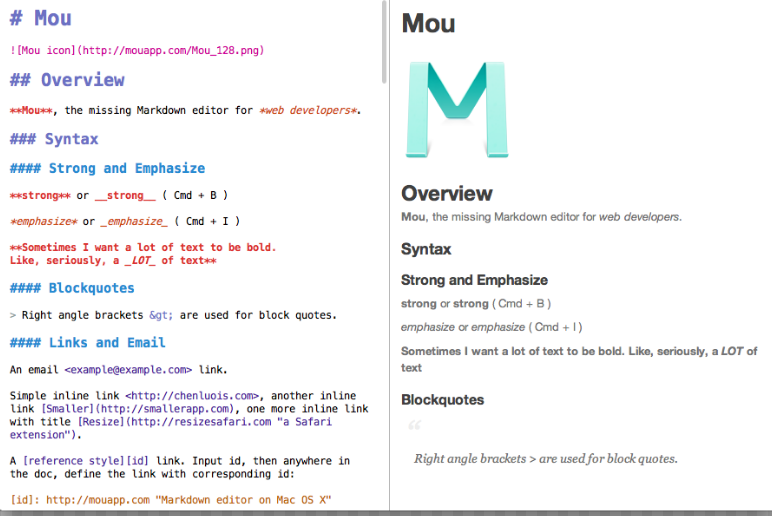 # Mou
![Mou icon](http://mouapp.com/Mou_128.png)
## Overview
**Mou**, the missing Markdown editor for *web developers*.
### Syntax
#### Strong and Emphasize
**strong** or __strong__ ( Cmd + B )
*emphasize* or _emphasize_ ( Cmd + I )
**Sometimes I want a lot of text to be bold.
Like, seriously, a _LOT_ of text**
#### Blockquotes
> Right angle brackets &gt; are used for block quotes.
#### Links and Email
An email <example@example.com> link.
Simple inline link <http://chenluois.com>, another inline
link [Smaller](http://smallerapp.com), one more inline link
with title [Resize](http://resizesafari.com "a Safari
extension").
A [reference style][id] link. Input id, then anywhere in
the doc, define the link with corresponding id:
[id]: http://mouapp.com "Markdown editor on Mac OS X"
Mou
M
Overview
Mou, the missing Markdown editor for web developers.
Syntax
Strong and Emphasize
strong or strong ( Cmd + B )
emphasize or emphasize ( Cmd + I )
Sometimes I want a lot of text to be bold. Like, seriously, a LOT of
text
Blockquotes
“
Right angle brackets > are used for block quotes.